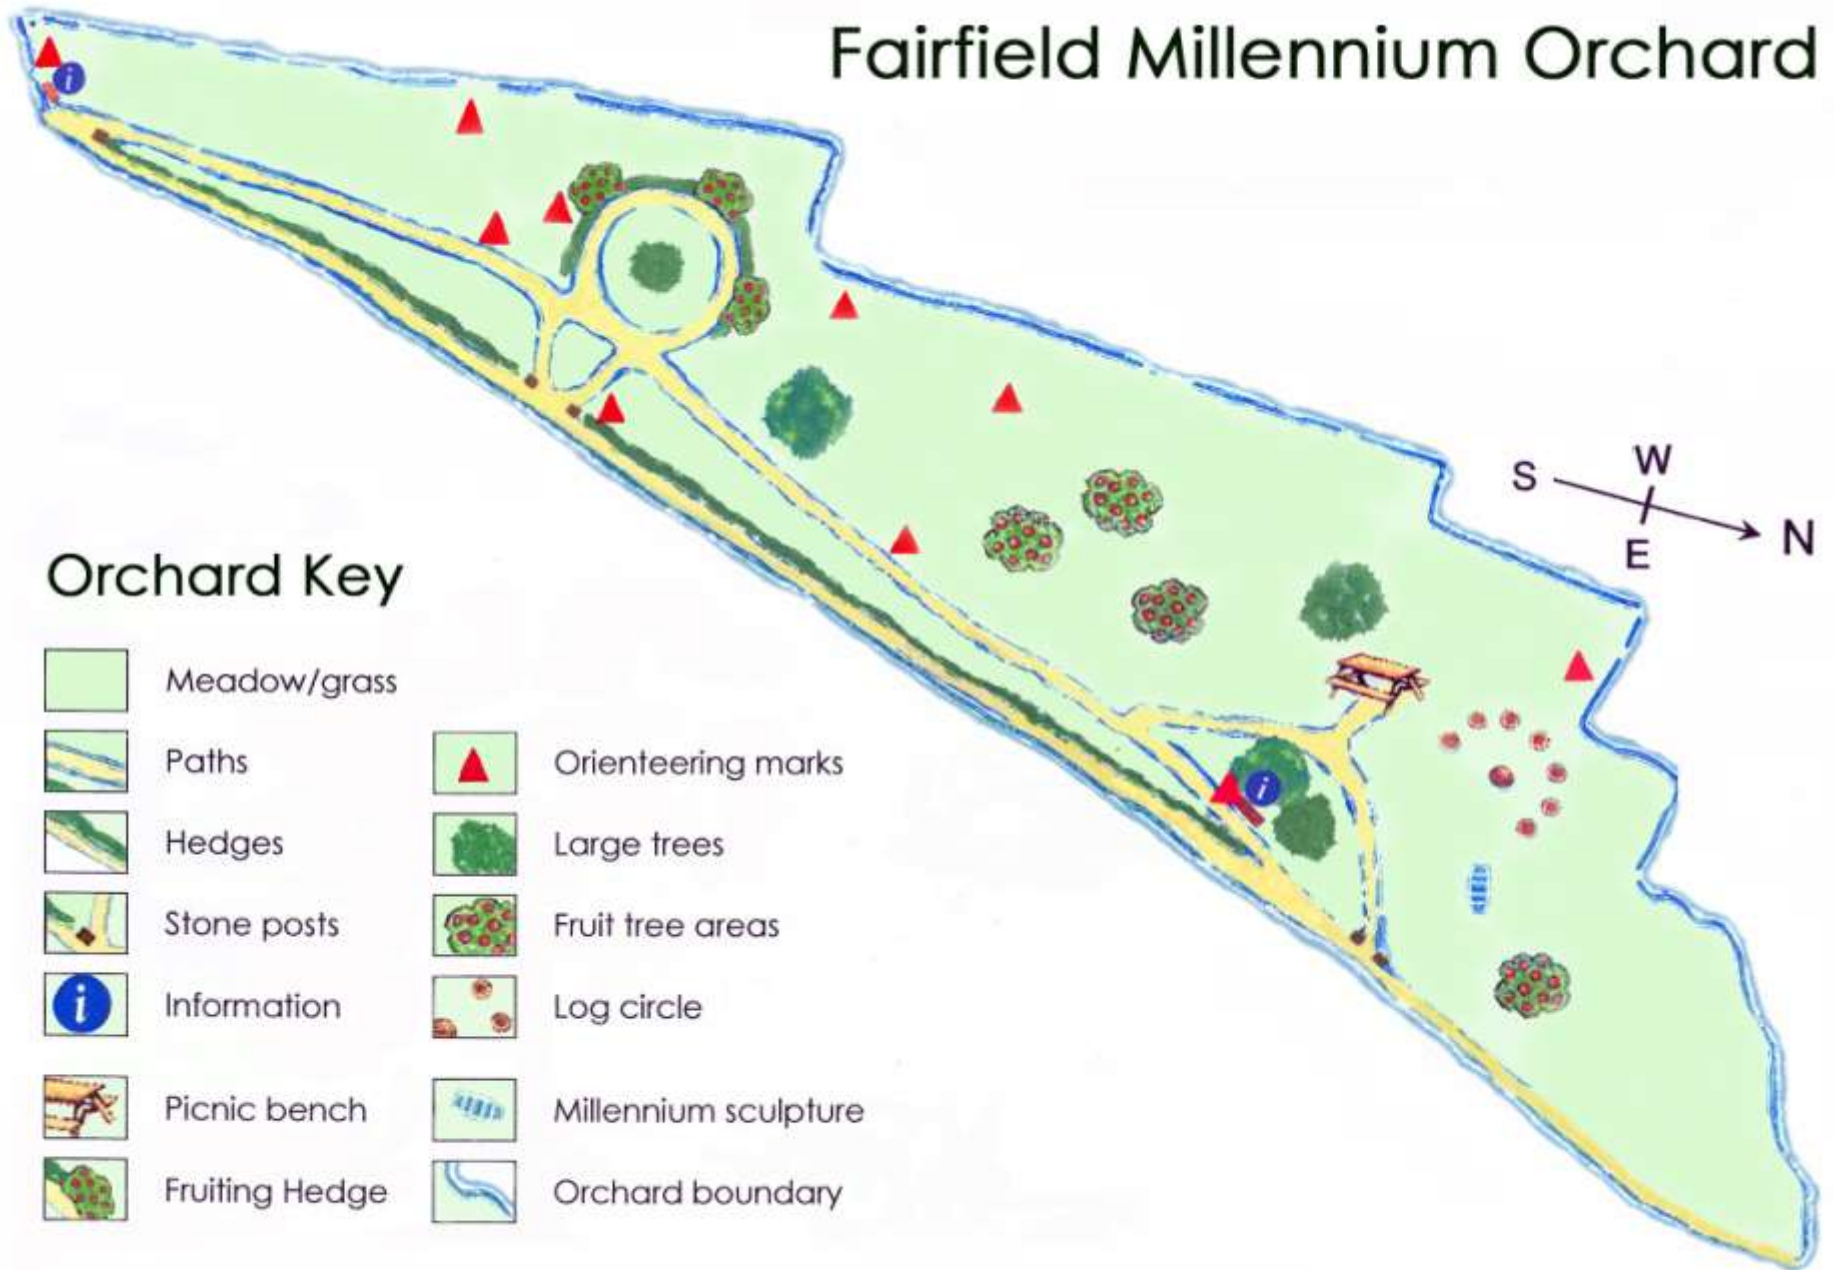 Fairfield Millennium Orchard
i
S
W
E
N
i
Orchard Key
Meadow/grass
Paths
Hedges
Stone posts
i
Information
Picnic bench
Fruiting Hedge
Orienteering marks
Large trees
Fruit tree areas
Log circle
Millennium sculpture
Orchard boundary